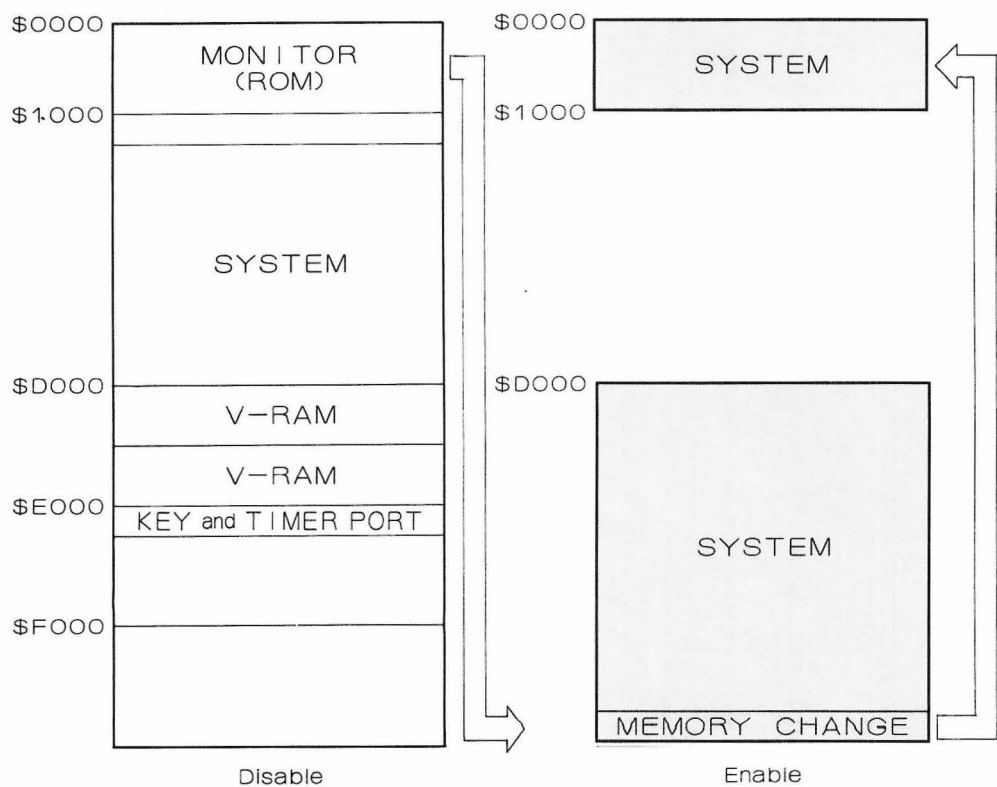 $0000
MONITOR
(ROM)
$1000
SYSTEM
$D000
V-RAM
V-RAM
$E000
KEY and TIMER PORT
$F000
Disable
$0000
SYSTEM
$1000
$D000
SYSTEM
MEMORY CHANGE
Enable